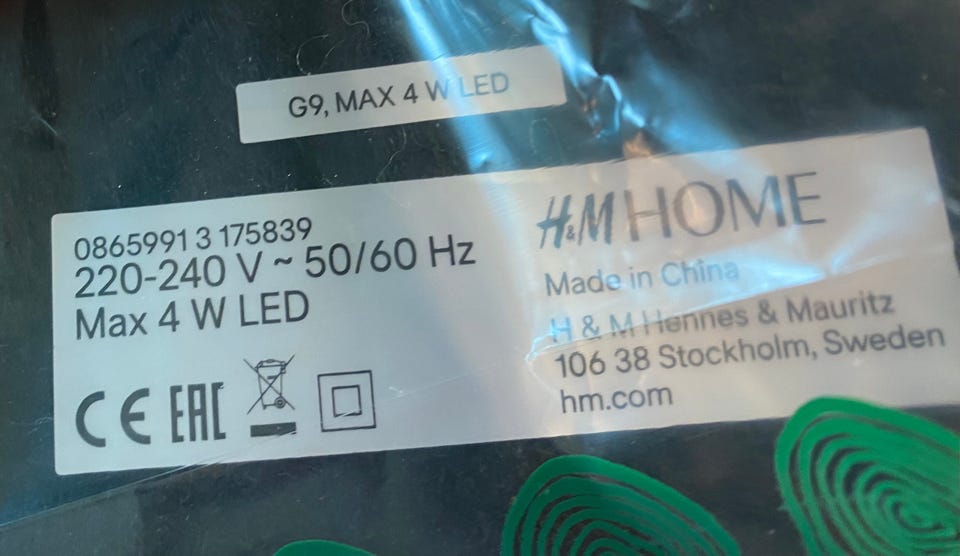 G9, MAX 4 W LED
0865991 3 175839
220-240 V ~ 50/60 Hz
Max 4 W LED
CE EAC
H&M HOME
Made in China
H & M Hennes & Mauritz
106 38 Stockholm, Sweden
hm.com